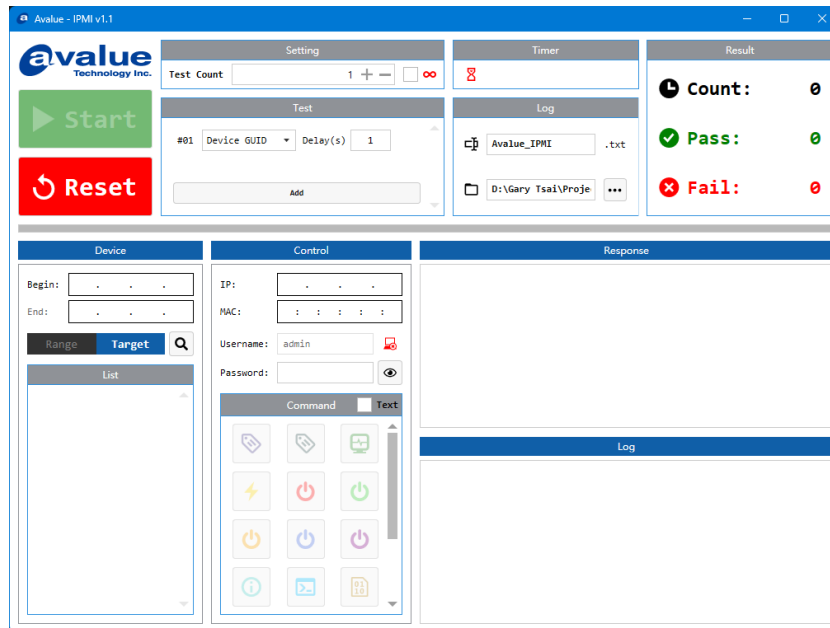 Avalue - IPMI v1.1
avalue
Technology Inc.
Start
Reset
Setting
Test Count
1
Test
#01
Device GUID
Delay(s)
1
Add
Timer
Log
Avalue_IPMI
.txt
D:\Gary Tsai\Proje
Result
Count: 0
Pass: 0
Fail: 0
Device
Begin: . . .
End: . . .
Range
Target
List
Control
IP: . . .
MAC: : : : : :
Username: admin
Password:
Command
Text
Response
Log